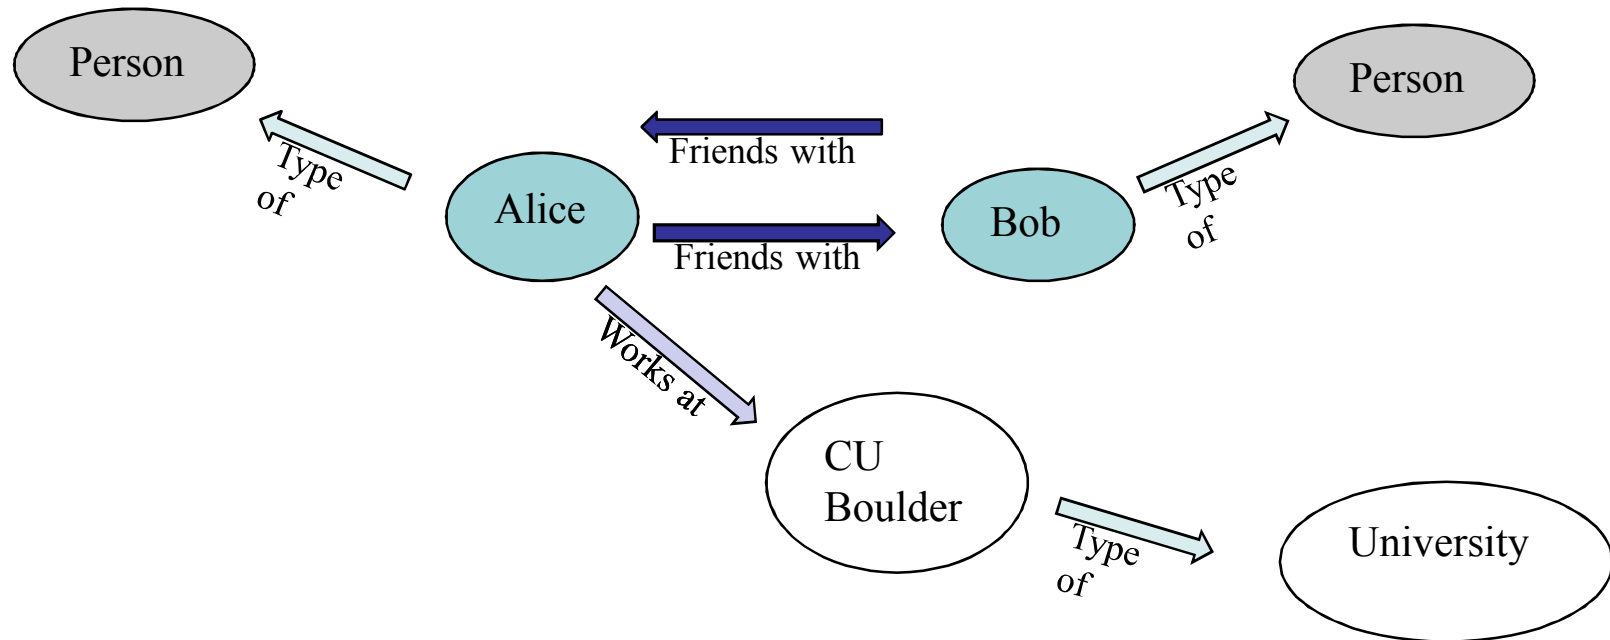 Person
Person
Friends with
Type
of
Alice
Bob
Type
of
Friends with
Works at
CU
Boulder
Type
of
University